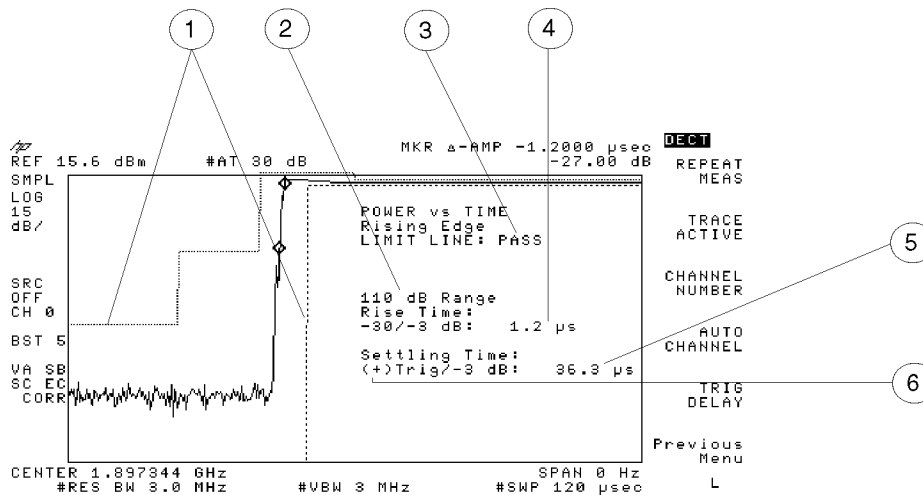 1 2 3 4
hp MKR Δ-AMP -1.2000 µsec DECT
REF 15.6 dBm #AT 30 dB -27.00 dB REPEAT
MEAS
SMPL
LOG
15
dB/
POWER vs TIME
Rising Edge
LIMIT LINE: PASS
TRACE
ACTIVE
5
SRC
OFF
CH 0
CHANNEL
NUMBER
110 dB Range
Rise Time:
-30/-3 dB: 1.2 µs
BST 5
AUTO
CHANNEL
Settling Time:
(+)Trig/-3 dB: 36.3 µs
6
VA SB
SC EC
CORR
TRIG
DELAY
Previous
Menu
CENTER 1.897344 GHz SPAN 0 Hz
#RES BW 3.0 MHz #VBW 3 MHz #SWP 120 µsec
L